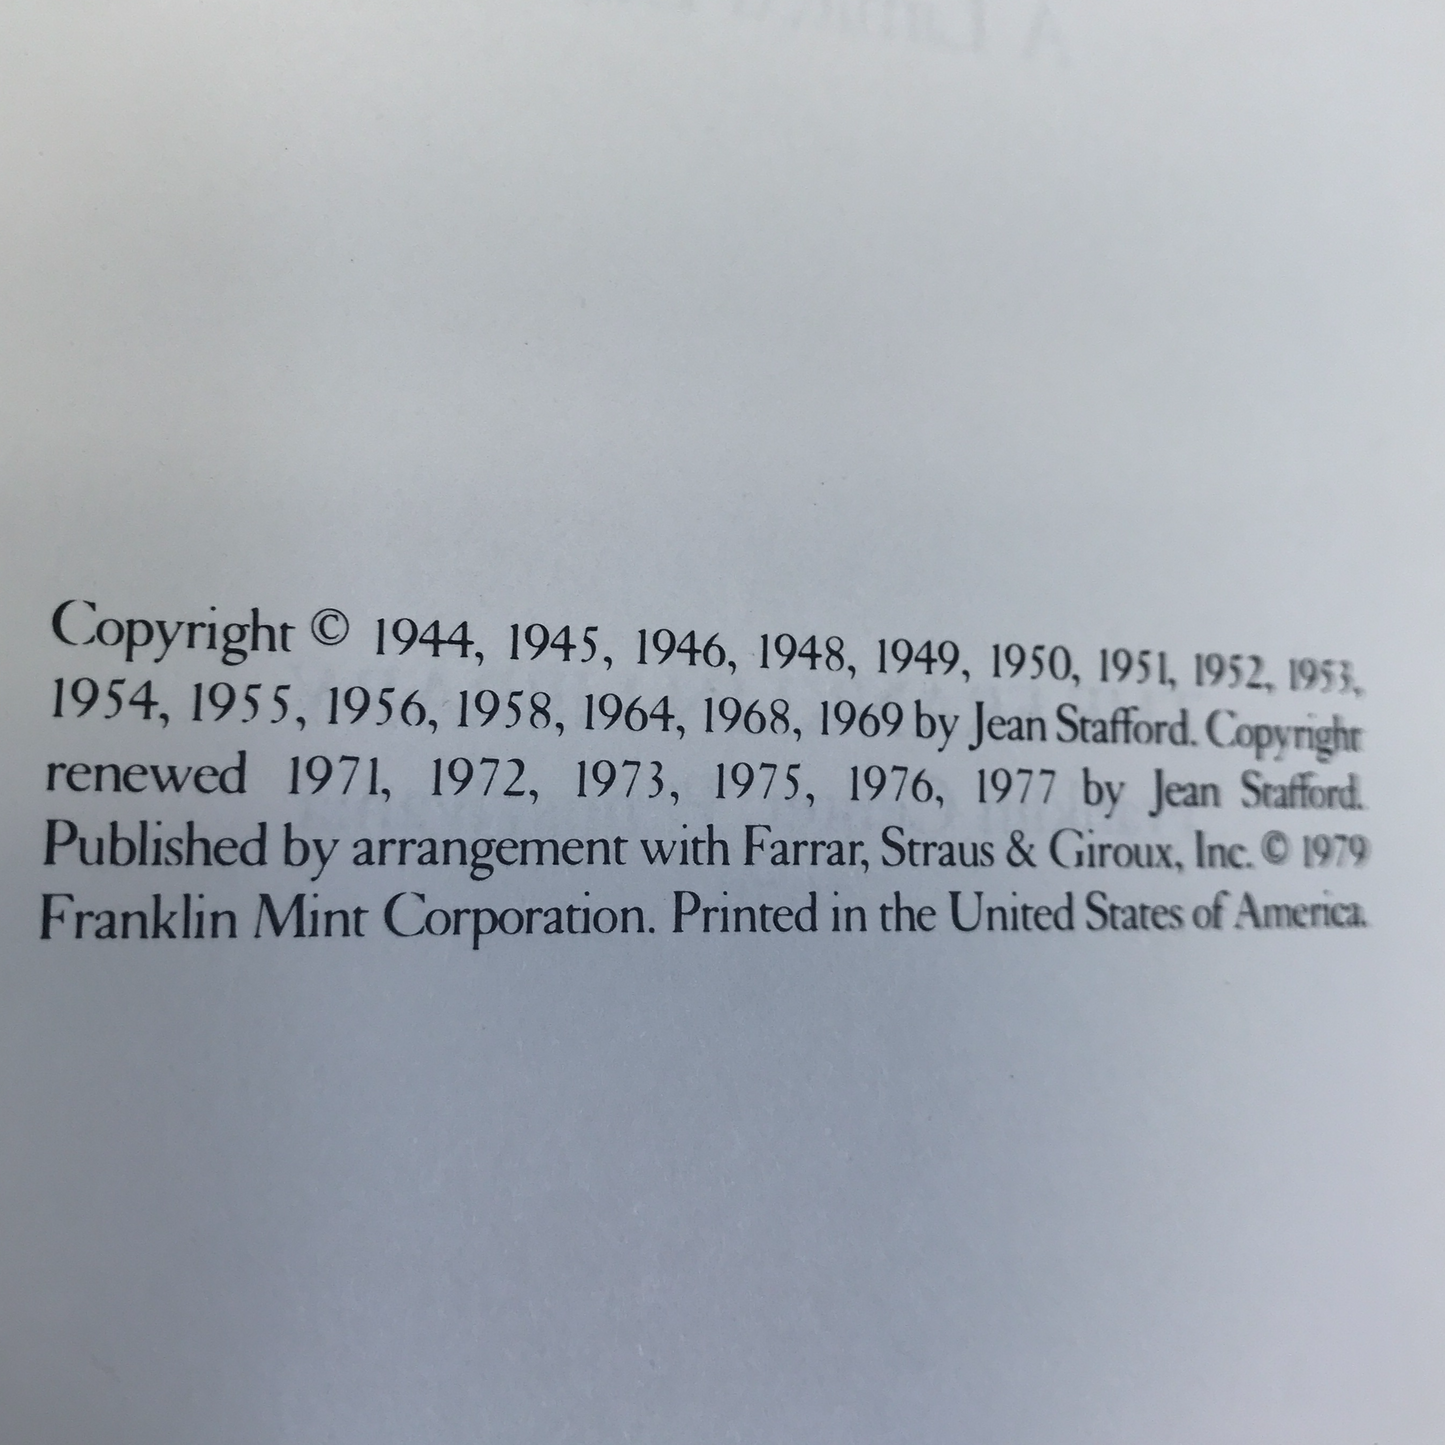 Copyright © 1944, 1945, 1946, 1948, 1949, 1950, 1951, 1952, 1953,
1954, 1955, 1956, 1958, 1964, 1968, 1969 by Jean Stafford. Copyright
renewed 1971, 1972, 1973, 1975, 1976, 1977 by Jean Stafford.
Published by arrangement with Farrar, Straus & Giroux, Inc. © 1979
Franklin Mint Corporation. Printed in the United States of America.